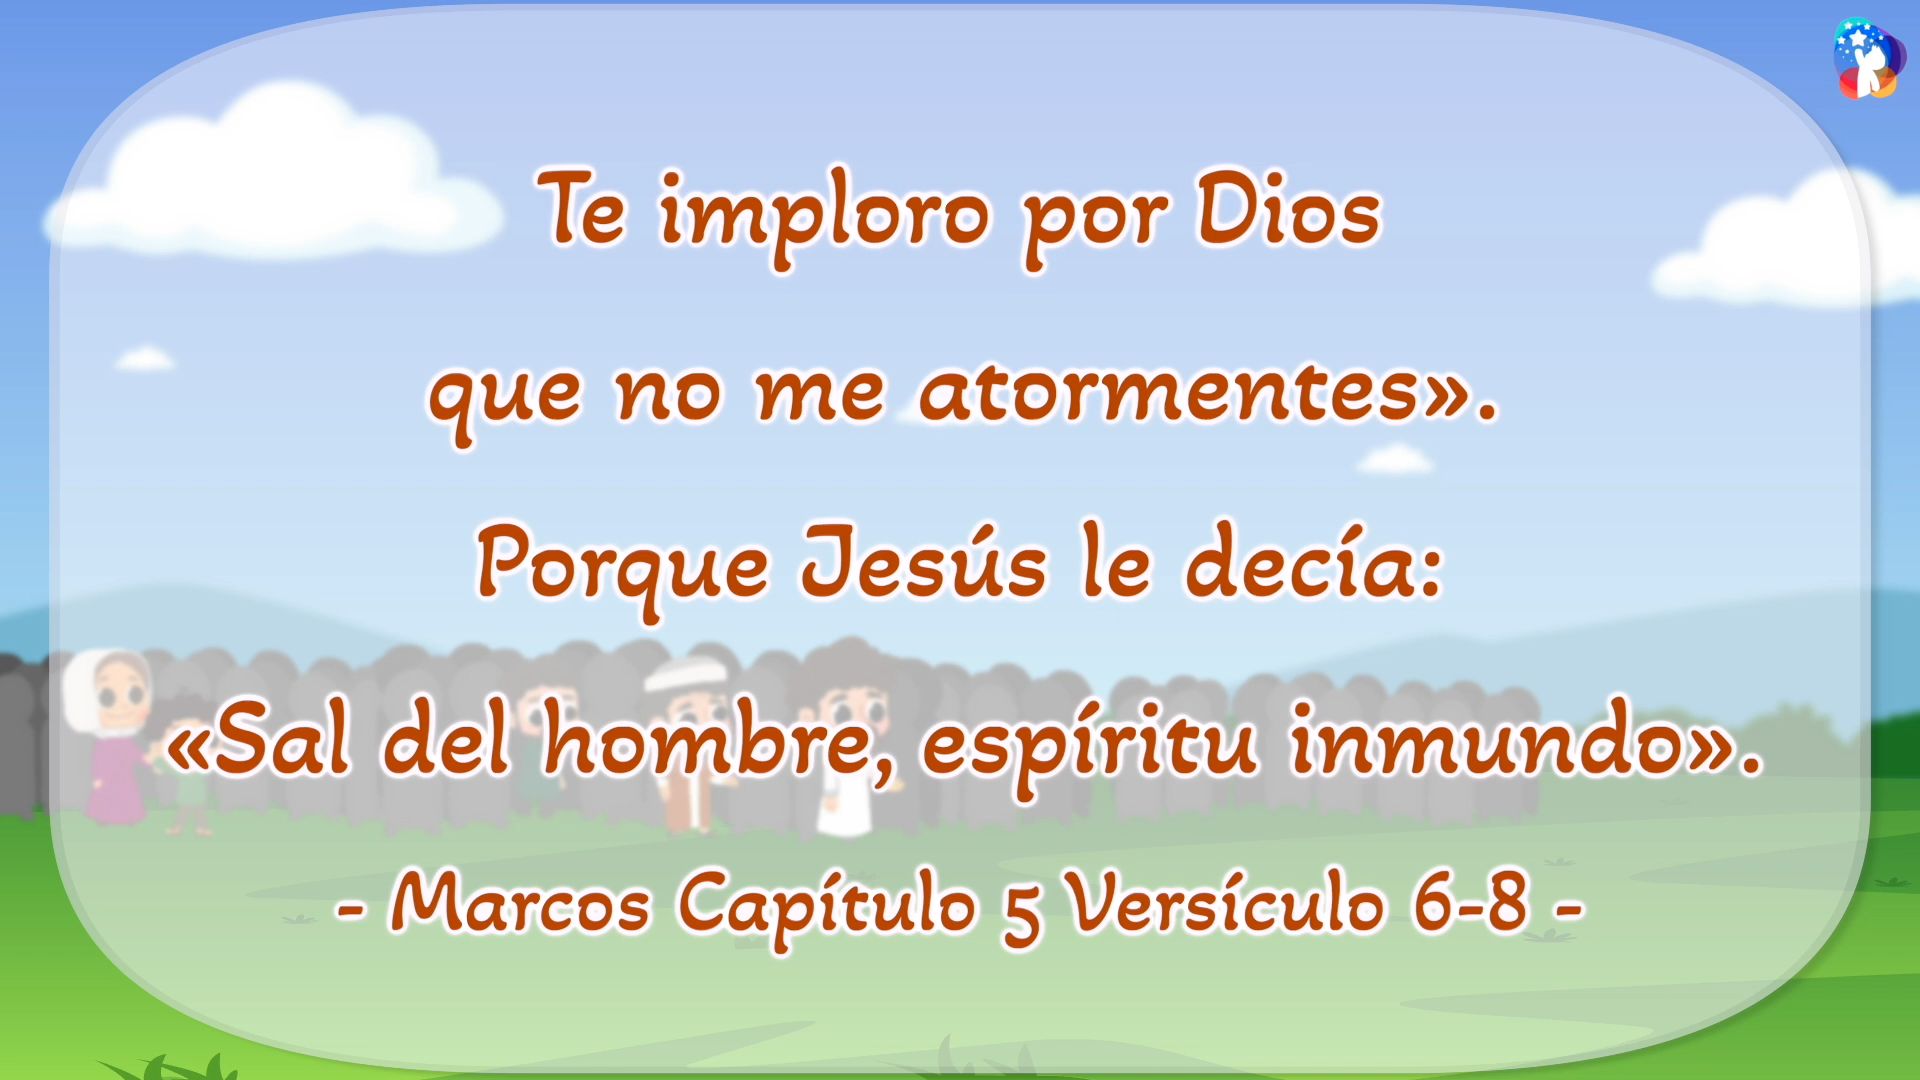 Te imploro por Dios
que no me atormentes».
Porque Jesús le decía:
«Sal del hombre, espíritu inmundo».
- Marcos Capítulo 5 Versículo 6-8 -